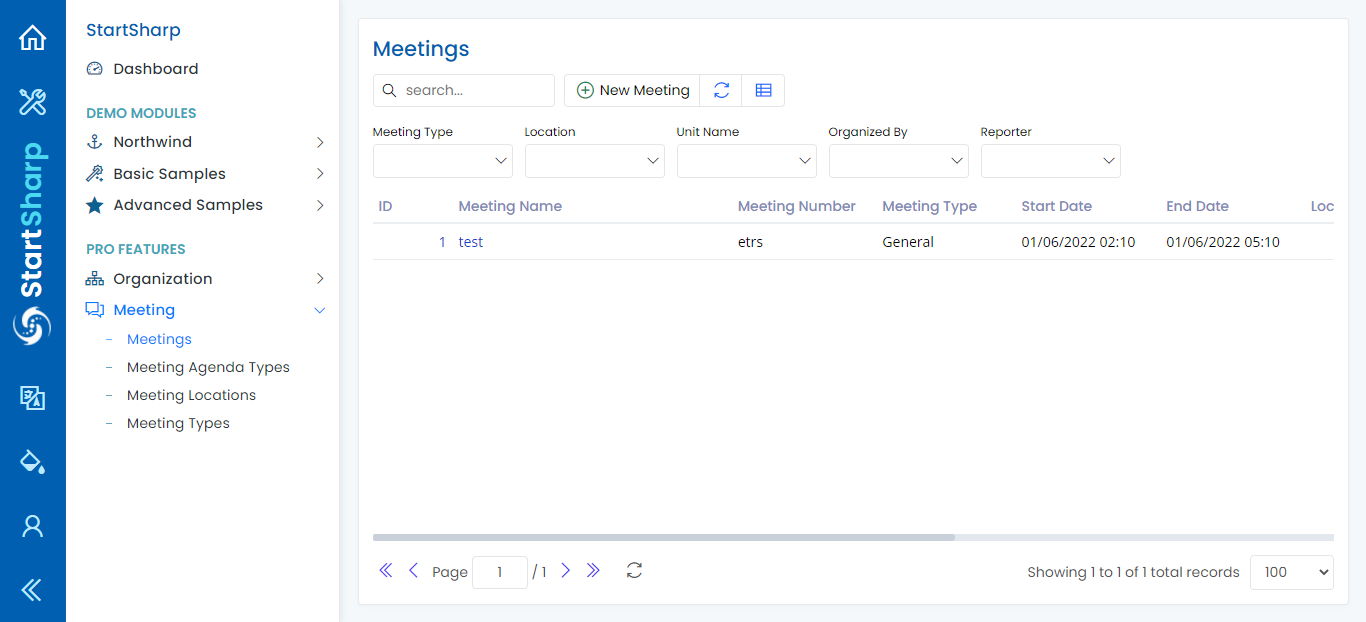 StartSharp
StartSharp
Dashboard
DEMO MODULES
Northwind
Basic Samples
Advanced Samples
PRO FEATURES
Organization
Meeting
- Meetings
- Meeting Agenda Types
- Meeting Locations
- Meeting Types
Meetings
search...
New Meeting
Meeting Type Location Unit Name Organized By Reporter
ID Meeting Name Meeting Number Meeting Type Start Date End Date Loc
1 test etrs General 01/06/2022 02:10 01/06/2022 05:10
Page 1 / 1 Showing 1 to 1 of 1 total records 100